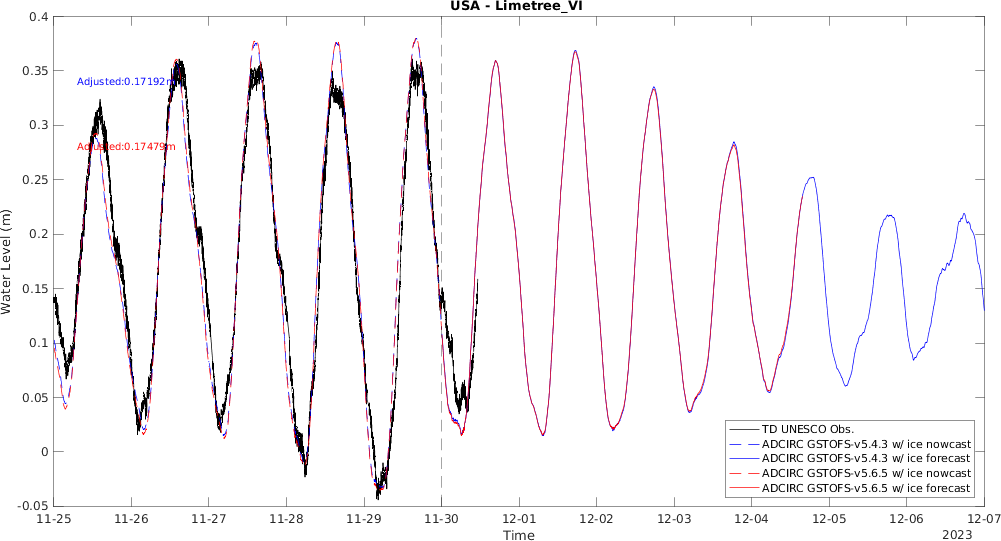 USA - Limetree_VI
0.4
0.35
0.3
0.25
0.2
0.15
0.1
0.05
0
-0.05
Water Level (m)
Adjusted:0.17192m
Adjusted:0.17479m
TD UNESCO Obs.
ADCIRC GSTOFS-v5.4.3 w/ ice nowcast
ADCIRC GSTOFS-v5.4.3 w/ ice forecast
ADCIRC GSTOFS-v5.6.5 w/ ice nowcast
ADCIRC GSTOFS-v5.6.5 w/ ice forecast
11-25 11-26 11-27 11-28 11-29 11-30 12-01 12-02 12-03 12-04 12-05 12-06 12-07
Time
2023